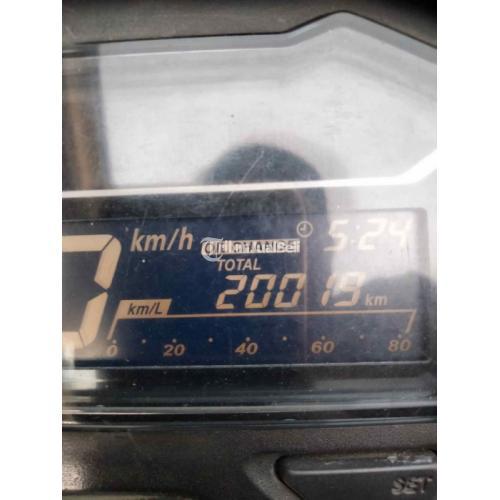 km/h
OIL CHANGE
5:24
TOTAL
20019 km
km/L
0 20 40 60 80
SET